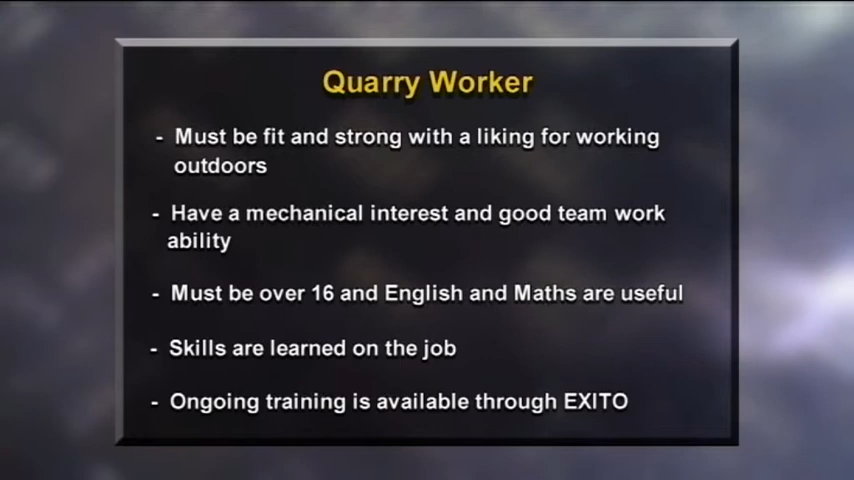 Quarry Worker
- Must be fit and strong with a liking for working
outdoors
- Have a mechanical interest and good team work
ability
- Must be over 16 and English and Maths are useful
- Skills are learned on the job
- Ongoing training is available through EXITO